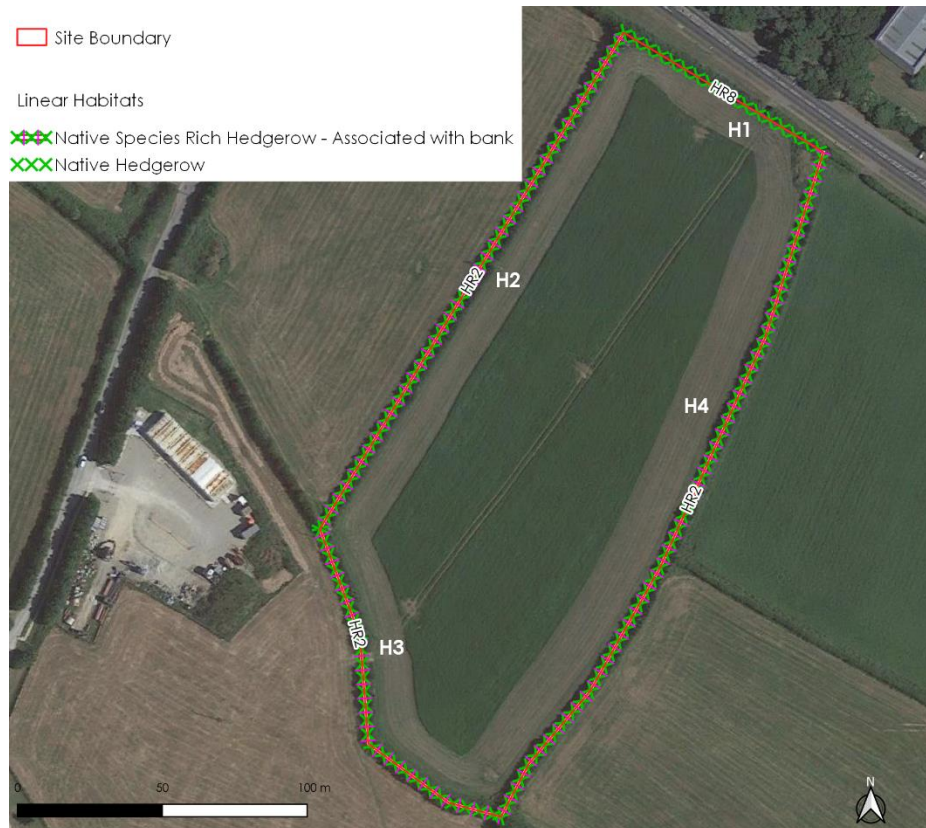 Site Boundary
Linear Habitats
Native Species Rich Hedgerow - Associated with bank
Native Hedgerow
HR8
H1
HR2
H2
H4
HR2
HR2
H3
0 50 100 m
N